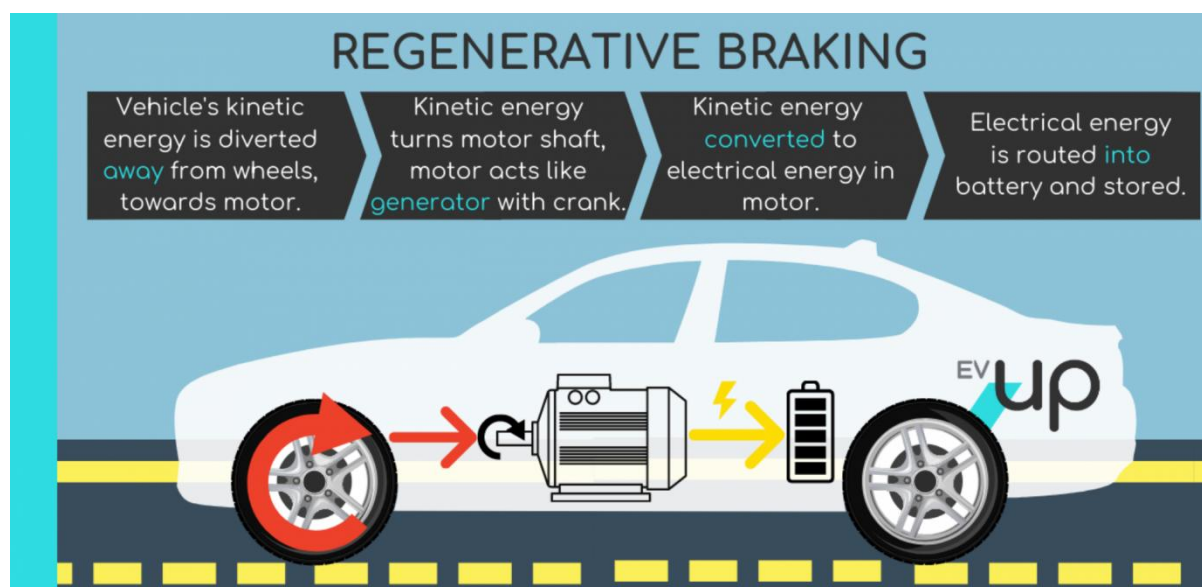 REGENERATIVE BRAKING
Vehicle's kinetic
energy is diverted
away from wheels,
towards motor.
Kinetic energy
turns motor shaft,
motor acts like
generator with crank.
Kinetic energy
converted to
electrical energy in
motor.
Electrical energy
is routed into
battery and stored.
EV up